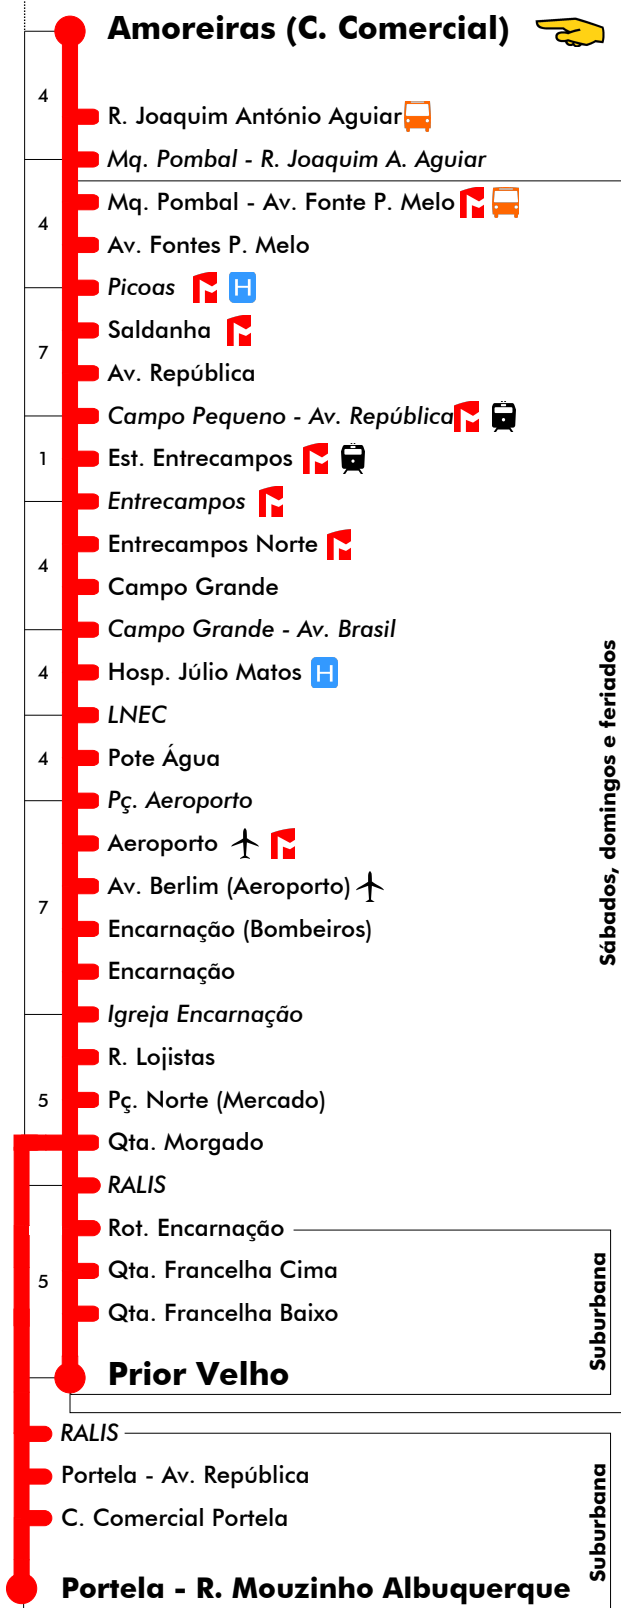 Amoreiras (C. Comercial)
4
R. Joaquim António Aguiar
Mq. Pombal - R. Joaquim A. Aguiar
Mq. Pombal - Av. Fonte P. Melo
4
Av. Fontes P. Melo
Picoas H
Saldanha
7
Av. República
Campo Pequeno - Av. República
1
Est. Entrecampos
Entrecampos
Entrecampos Norte
4
Campo Grande
Campo Grande - Av. Brasil
4
Hosp. Júlio Matos H
LNEC
4
Pote Água
Pç. Aeroporto
Aeroporto
Av. Berlim (Aeroporto)
7
Encarnação (Bombeiros)
Encarnação
Igreja Encarnação
R. Lojistas
5
Pç. Norte (Mercado)
Qta. Morgado
RALIS
Rot. Encarnação
Qta. Francelha Cima
5
Qta. Francelha Baixo
Prior Velho
Sábados, domingos e feriados
Suburbana
RALIS
Portela - Av. República
C. Comercial Portela
Portela - R. Mouzinho Albuquerque
Suburbana